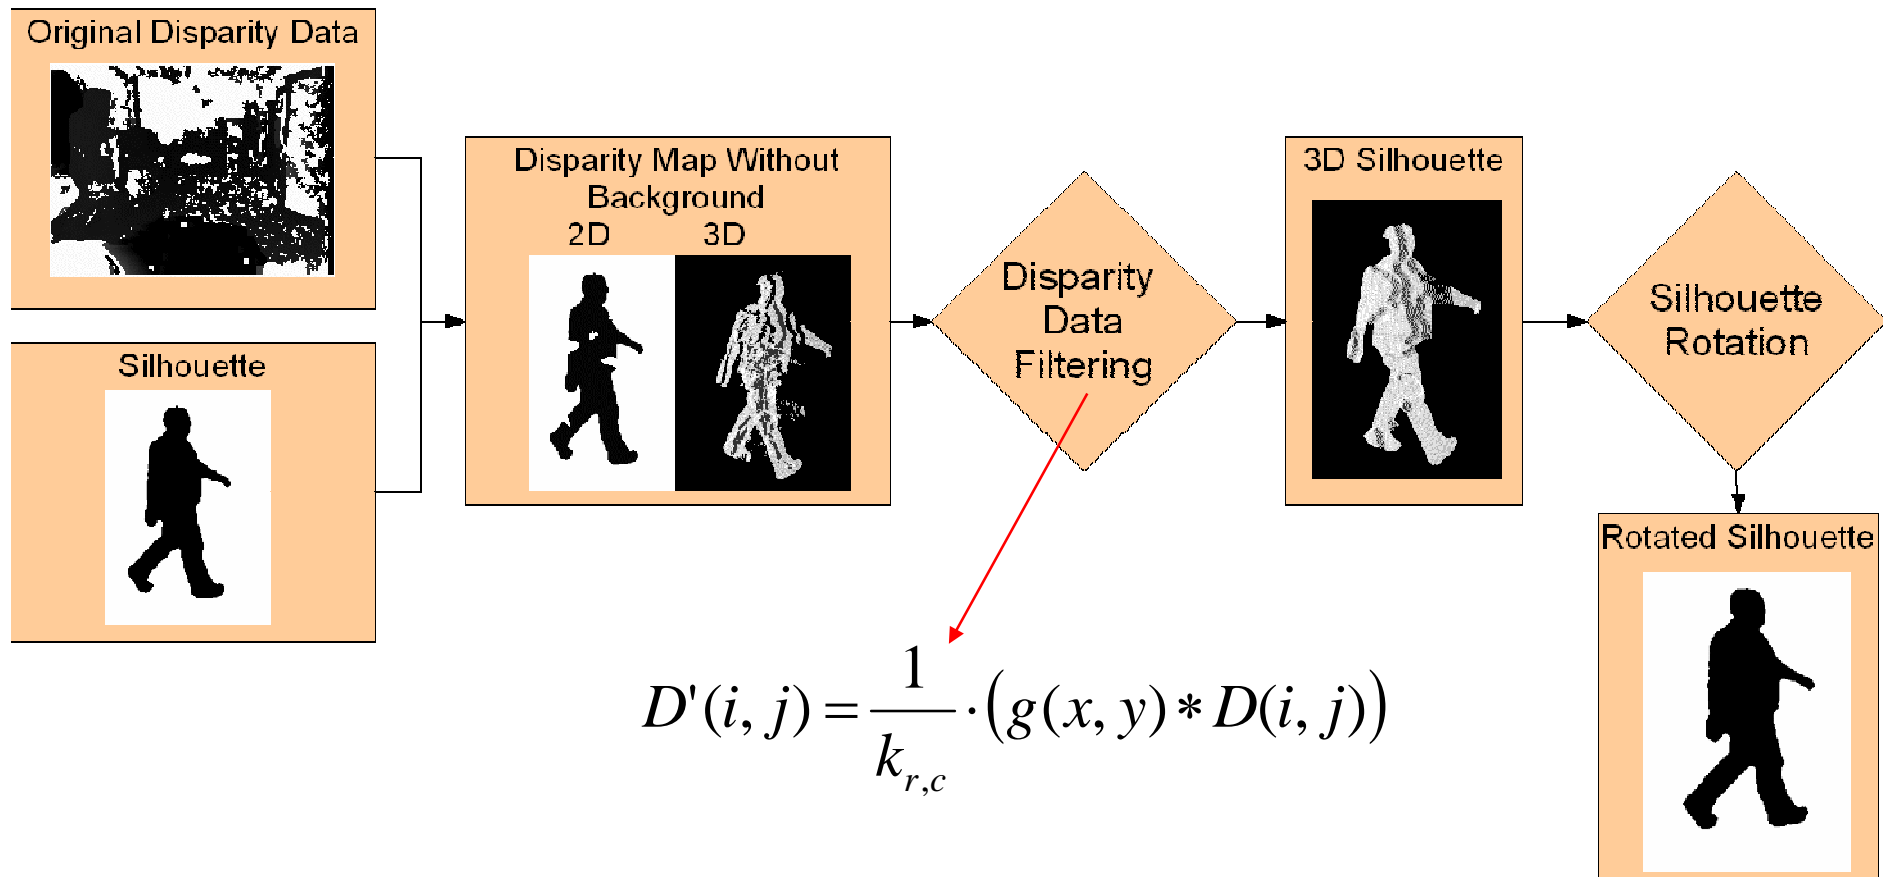 Original Disparity Data
Silhouette
Disparity Map Without
Background
2D 3D
Disparity
Data
Filtering
3D Silhouette
Silhouette
Rotation
Rotated Silhouette
D'(i, j) = 1/k_{r,c} · (g(x, y) * D(i, j))